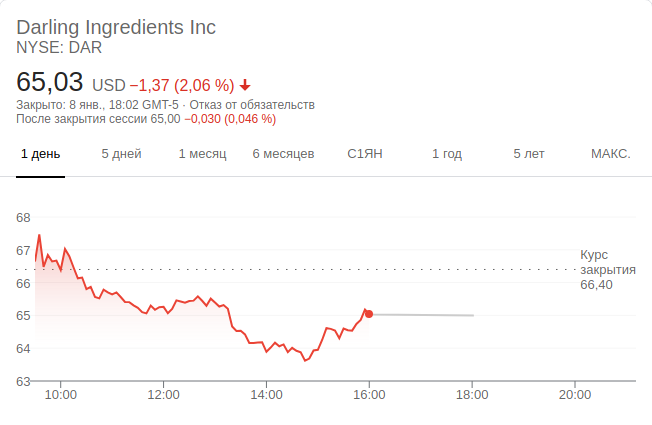 Darling Ingredients Inc
NYSE: DAR
65,03 USD −1,37 (2,06 %)
Закрыто: 8 янв., 18:02 GMT-5 · Отказ от обязательств
После закрытия сессии 65,00 −0,030 (0,046 %)
1 день 5 дней 1 месяц 6 месяцев С1ЯН 1 год 5 лет МАКС.
68
67
Курс
закрытия
66,40
66
65
64
63
10:00 12:00 14:00 16:00 18:00 20:00